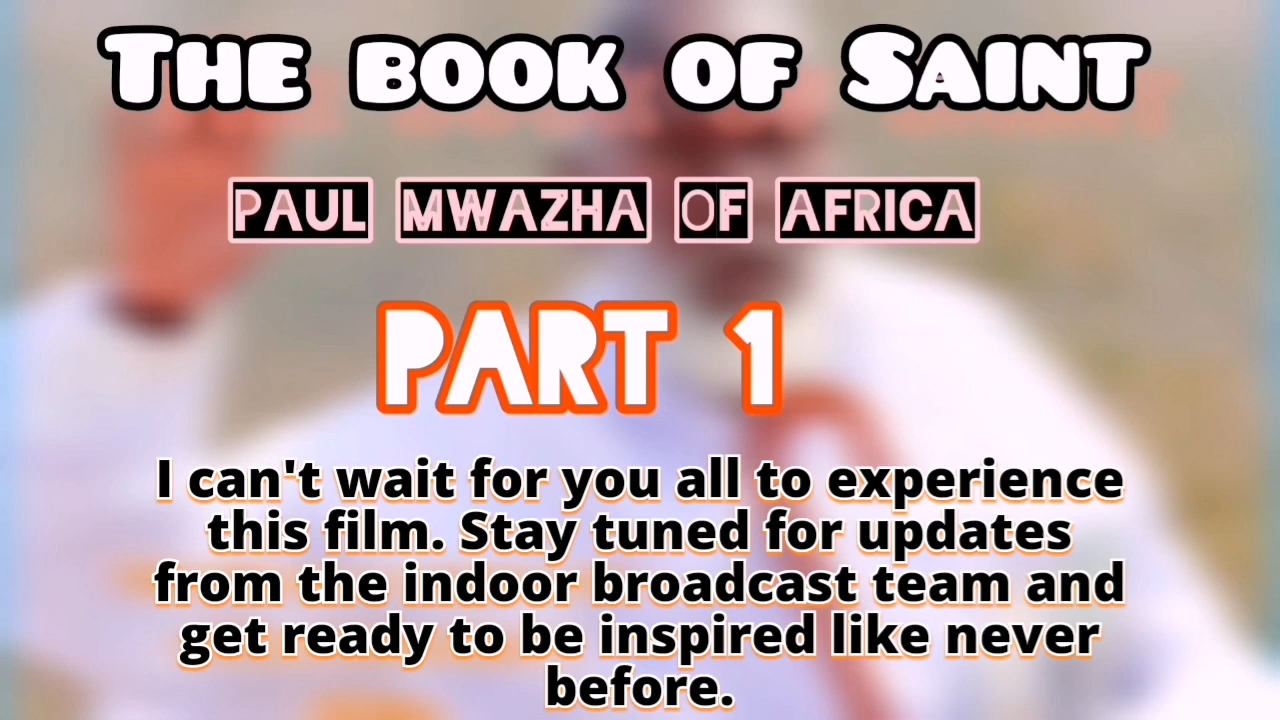 The book of Saint
PAUL MWAZHA OF AFRICA
PART 1
I can't wait for you all to experience
this film. Stay tuned for updates
from the indoor broadcast team and
get ready to be inspired like never
before.